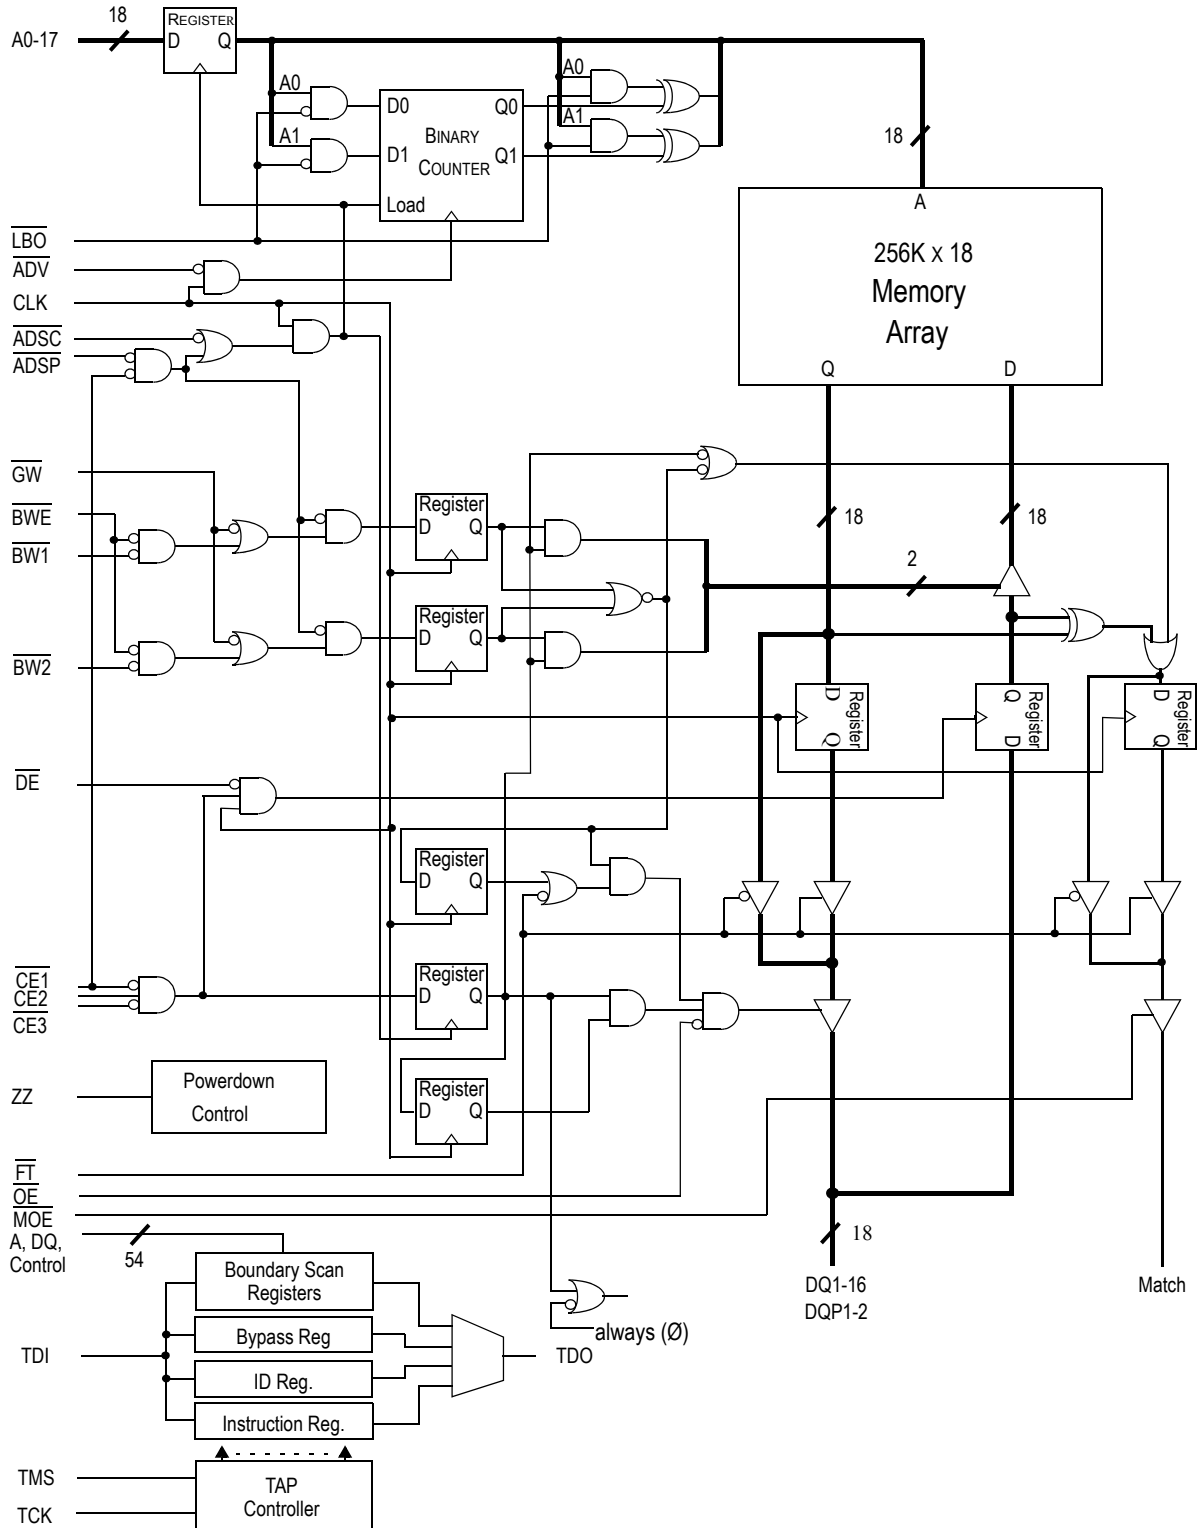 18
REGISTER
A0-17
D Q
A0
A0
D0 Q0
BINARY
A1
A1
D1 Q1
COUNTER
18
Load
A
LBO
256K x 18
ADV
Memory
CLK
Array
ADSC
ADSP
Q D
GW
Register
BWE
D Q
18
18
BW1
2
Register
D Q
BW2
D
Q
Register
Q
D
Register
D
Q
Register
DE
Register
D Q
CE1
Register
CE2
D Q
CE3
Powerdown
Register
ZZ
D Q
Control
FT
OE
MOE
A, DQ,
54
18
Control
Boundary Scan
Registers
DQ1-16
Match
DQP1-2
Bypass Reg
always (Ø)
TDI
TDO
ID Reg.
Instruction Reg.
TMS
TAP
Controller
TCK